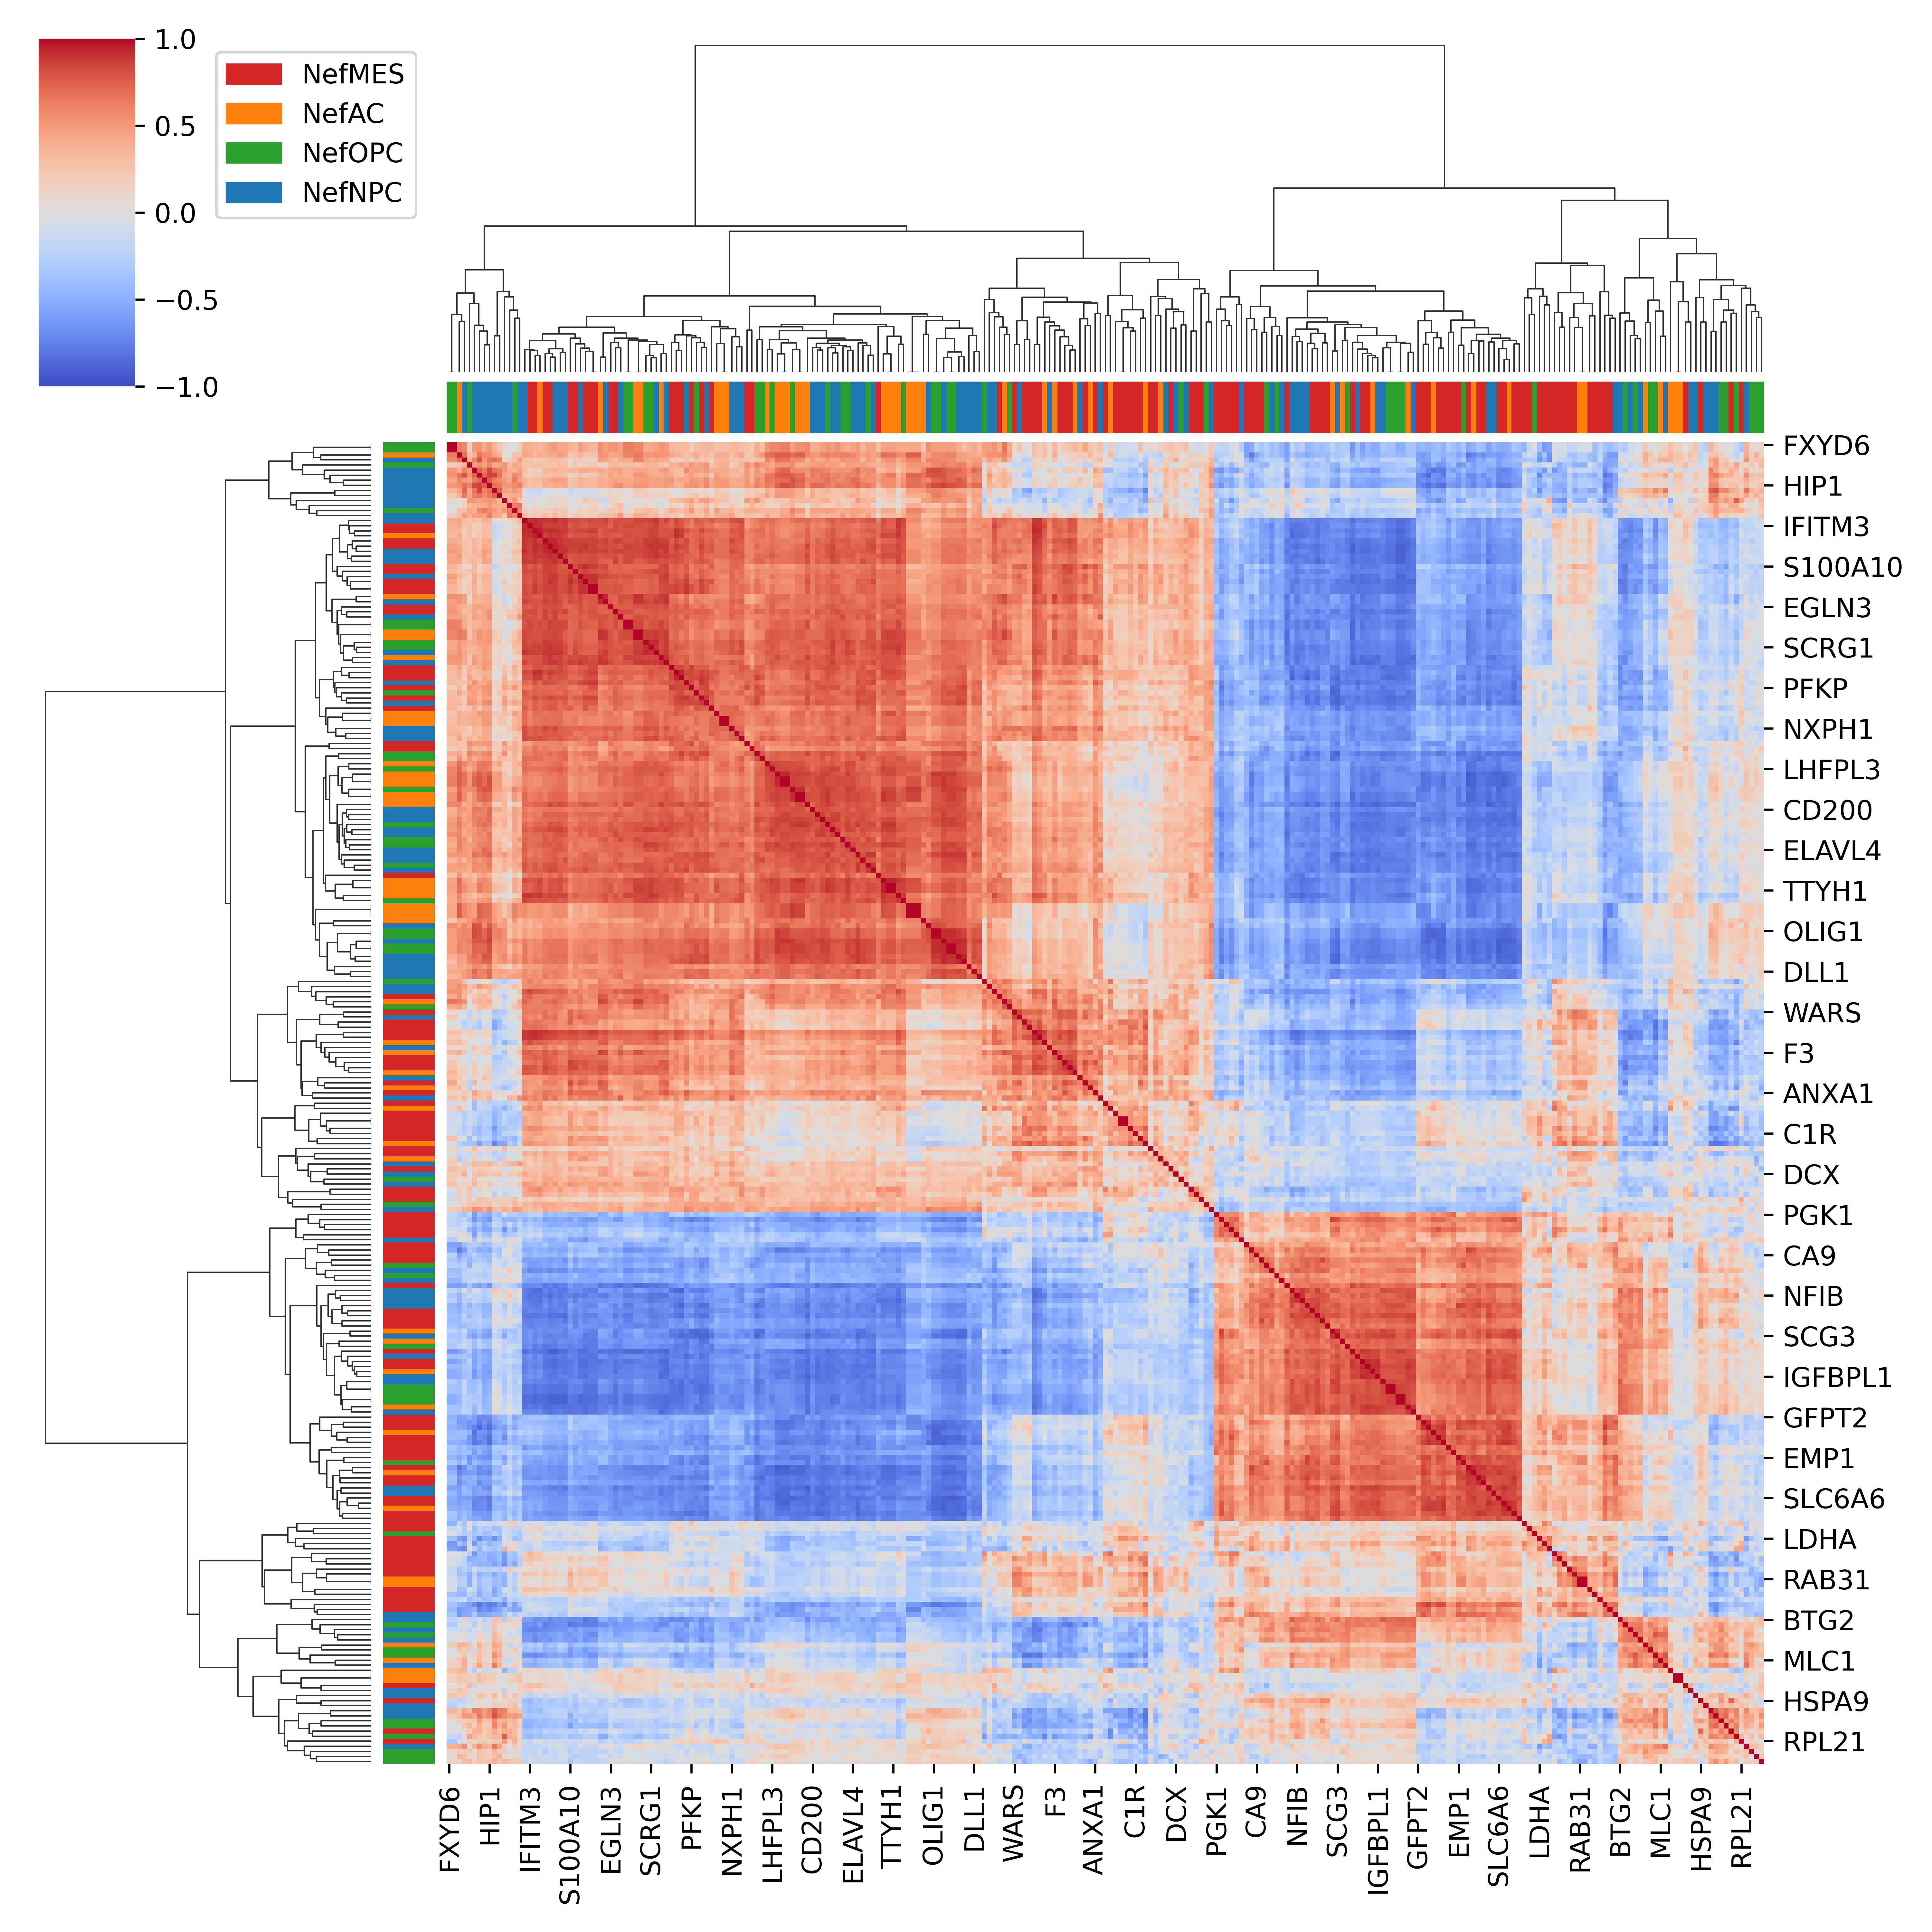 1.0
0.5
0.0
−0.5
−1.0
NefMES
NefAC
NefOPC
NefNPC
FXYD6
HIP1
IFITM3
S100A10
EGLN3
SCRG1
PFKP
NXPH1
LHFPL3
CD200
ELAVL4
TTYH1
OLIG1
DLL1
WARS
F3
ANXA1
C1R
DCX
PGK1
CA9
NFIB
SCG3
IGFBPL1
GFPT2
EMP1
SLC6A6
LDHA
RAB31
BTG2
MLC1
HSPA9
RPL21
FXYD6
HIP1
IFITM3
S100A10
EGLN3
SCRG1
PFKP
NXPH1
LHFPL3
CD200
ELAVL4
TTYH1
OLIG1
DLL1
WARS
F3
ANXA1
C1R
DCX
PGK1
CA9
NFIB
SCG3
IGFBPL1
GFPT2
EMP1
SLC6A6
LDHA
RAB31
BTG2
MLC1
HSPA9
RPL21